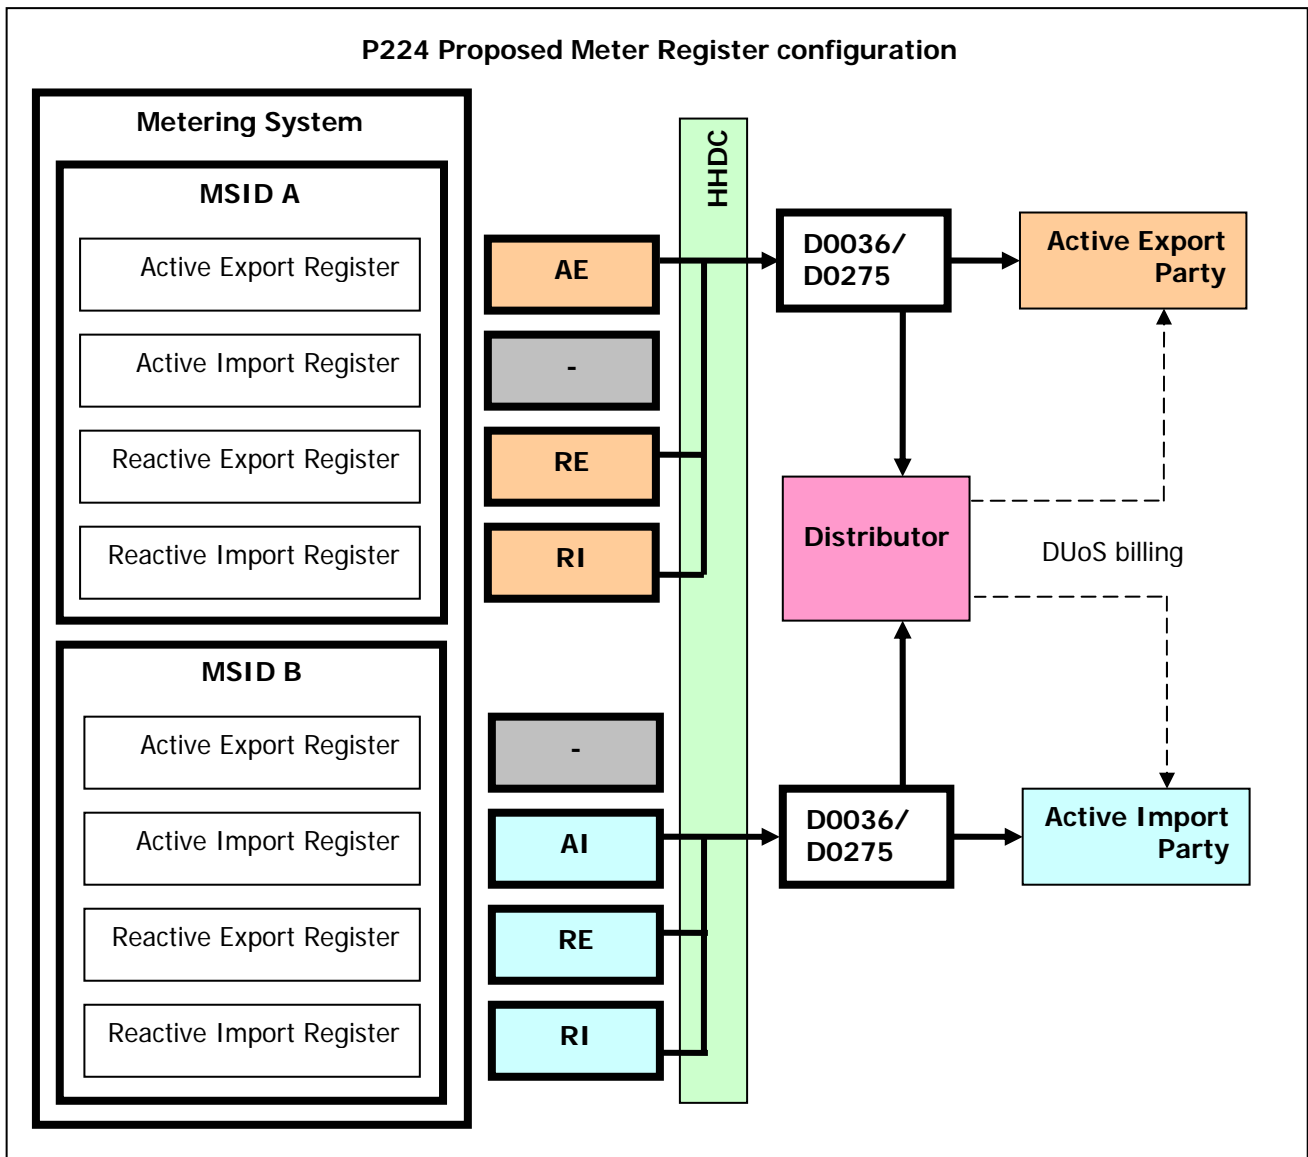 P224 Proposed Meter Register configuration
Metering System
MSID A
Active Export Register
Active Import Register
Reactive Export Register
Reactive Import Register
MSID B
Active Export Register
Active Import Register
Reactive Export Register
Reactive Import Register
AE
-
RE
RI
-
AI
RE
RI
HHDC
D0036/
D0275
Active Export
Party
Distributor
DUoS billing
D0036/
D0275
Active Import
Party